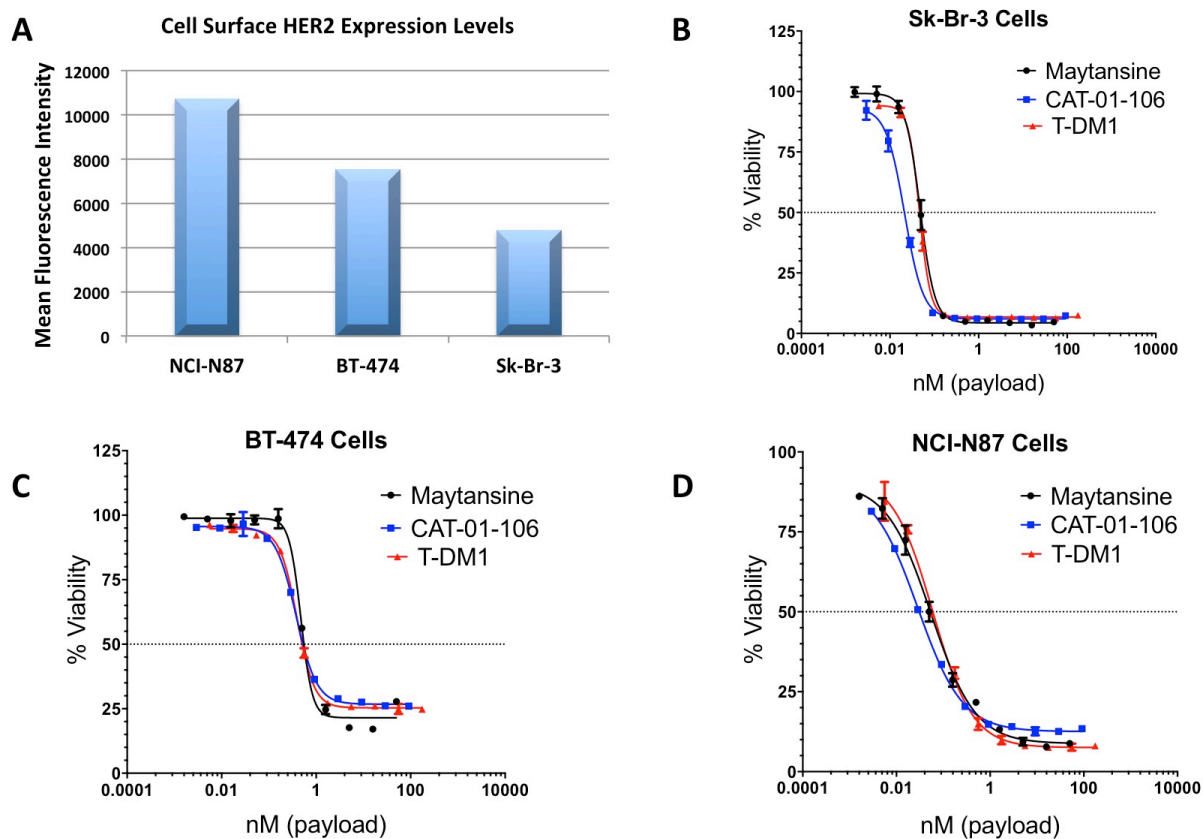 A
Cell Surface HER2 Expression Levels
Mean Fluorescence Intensity
12000
10000
8000
6000
4000
2000
0
NCI-N87 BT-474 Sk-Br-3
B
Sk-Br-3 Cells
% Viability
125
100
75
50
25
0
Maytansine
CAT-01-106
T-DM1
0.0001 0.01 1 100 10000
nM (payload)
C
BT-474 Cells
% Viability
125
100
75
50
25
0
Maytansine
CAT-01-106
T-DM1
0.0001 0.01 1 100 10000
nM (payload)
D
NCI-N87 Cells
% Viability
100
75
50
25
0
Maytansine
CAT-01-106
T-DM1
0.0001 0.01 1 100 10000
nM (payload)